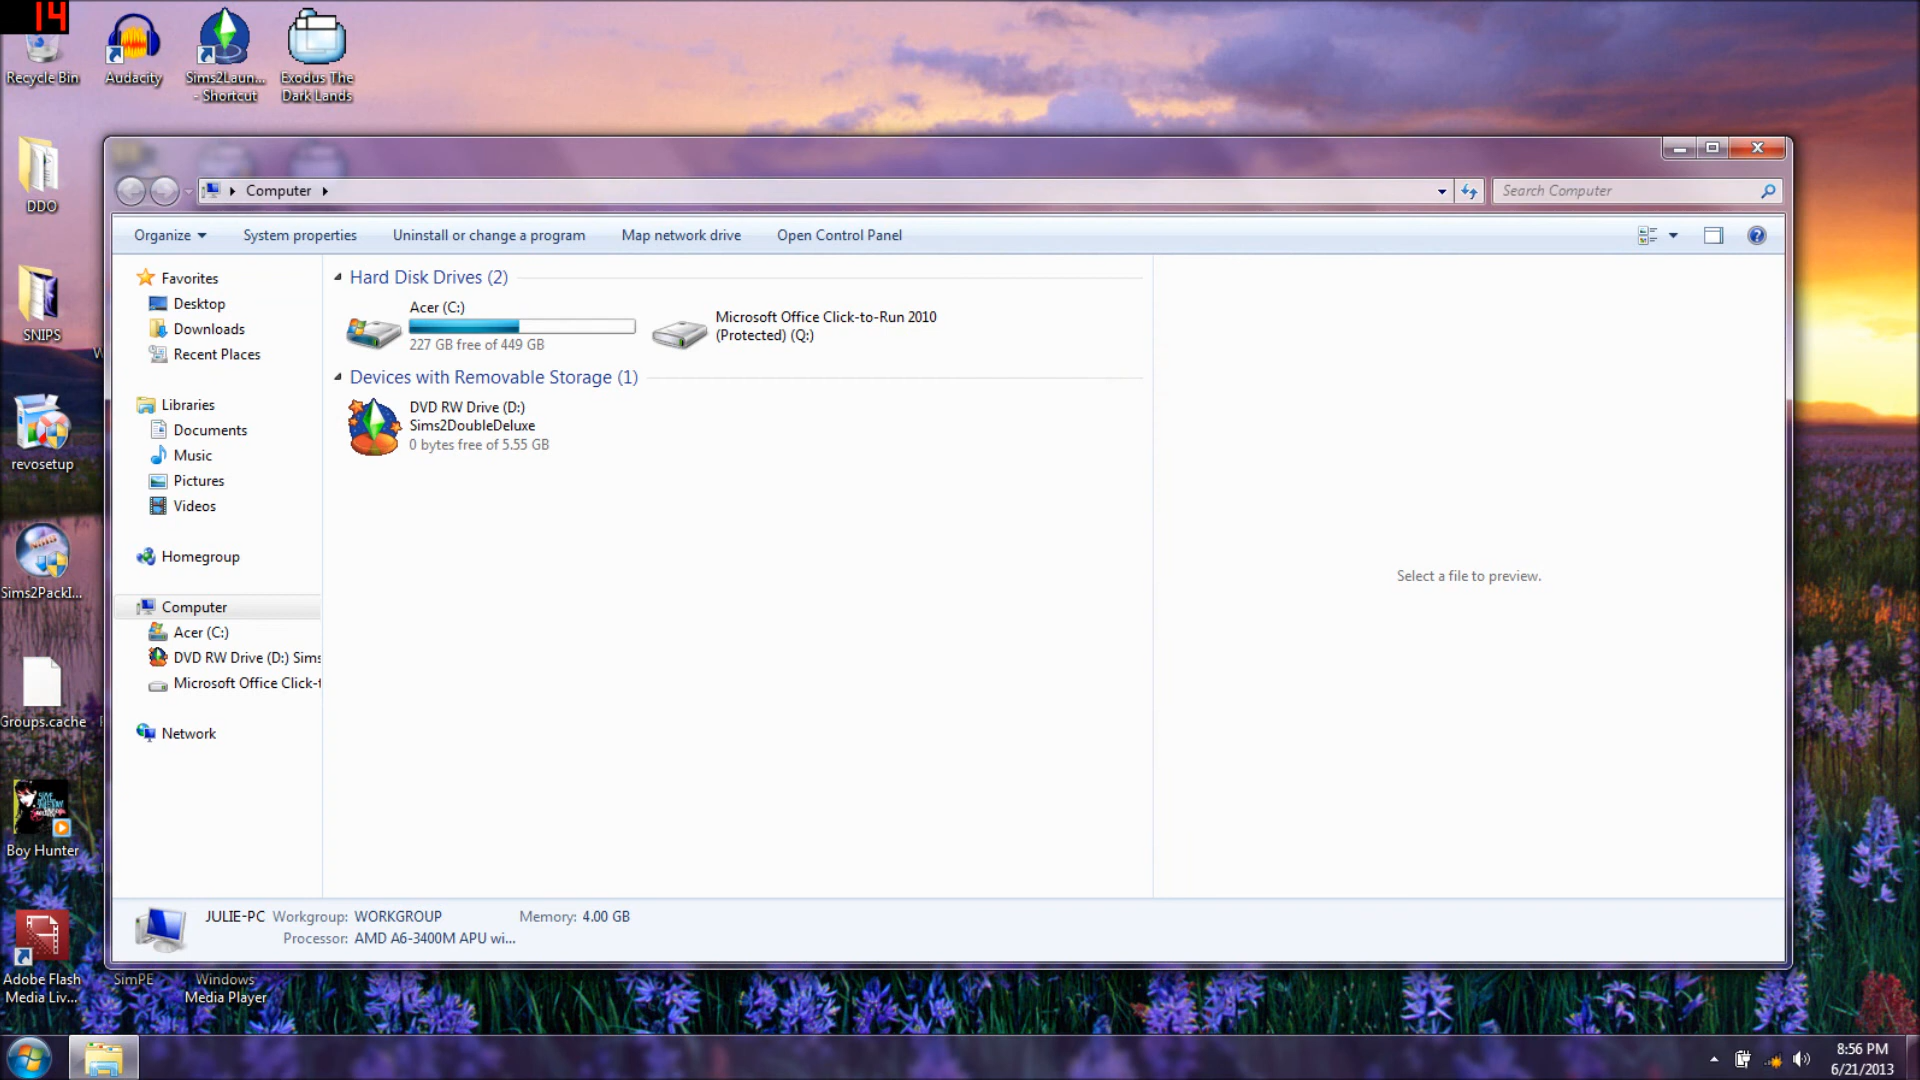 14
Recycle Bin
Audacity
Sims2Laun...
- Shortcut
Exodus The
Dark Lands
DDO
SNIPS
revosetup
Sims2PackI...
Groups.cache
Boy Hunter
Adobe Flash
Media Liv...
SimPE
Windows
Media Player
Computer
Search Computer
Organize
System properties
Uninstall or change a program
Map network drive
Open Control Panel
Favorites
Desktop
Downloads
Recent Places
Libraries
Documents
Music
Pictures
Videos
Homegroup
Computer
Acer (C:)
DVD RW Drive (D:) Sims
Microsoft Office Click-t
Network
Hard Disk Drives (2)
Acer (C:)
227 GB free of 449 GB
Microsoft Office Click-to-Run 2010
(Protected) (Q:)
Devices with Removable Storage (1)
DVD RW Drive (D:)
Sims2DoubleDeluxe
0 bytes free of 5.55 GB
Select a file to preview.
JULIE-PC Workgroup: WORKGROUP Memory: 4.00 GB
Processor: AMD A6-3400M APU wi...
8:56 PM
6/21/2013